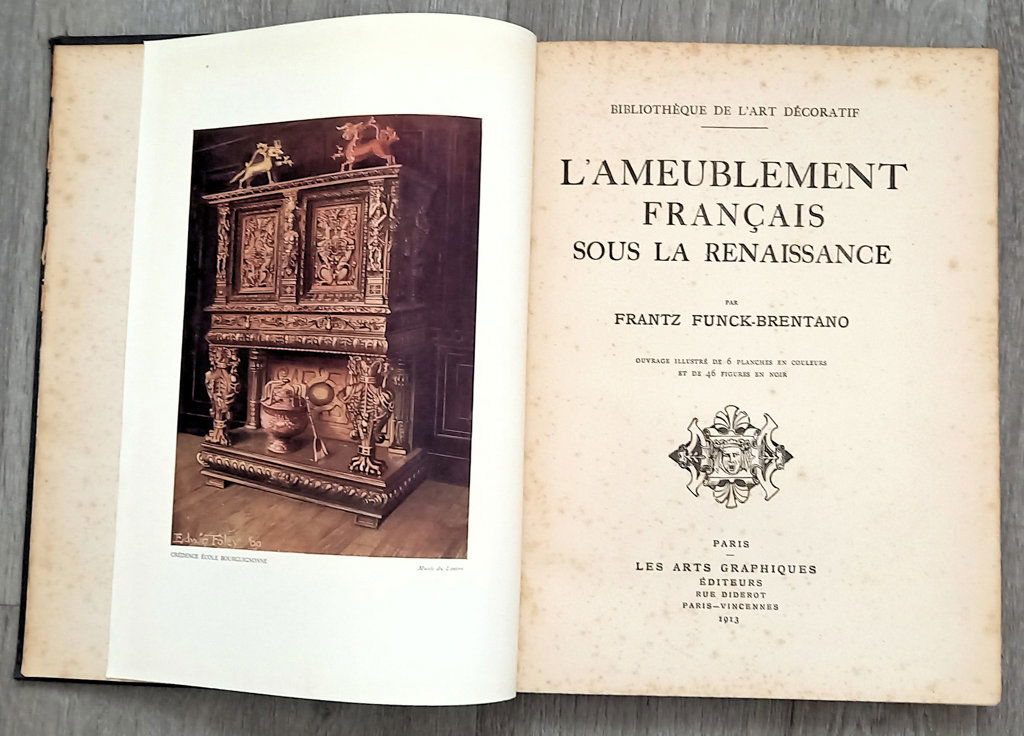 Edwin Foley
CRÉDENCE ÉCOLE BOURGUIGNONNE
Musée du Louvre
BIBLIOTHÈQUE DE L'ART DÉCORATIF
L'AMEUBLEMENT
FRANÇAIS
SOUS LA RENAISSANCE
PAR
FRANTZ FUNCK-BRENTANO
OUVRAGE ILLUSTRÉ DE 6 PLANCHES EN COULEURS
ET DE 46 FIGURES EN NOIR
PARIS
LES ARTS GRAPHIQUES
ÉDITEURS
RUE DIDEROT
PARIS—VINCENNES
1913